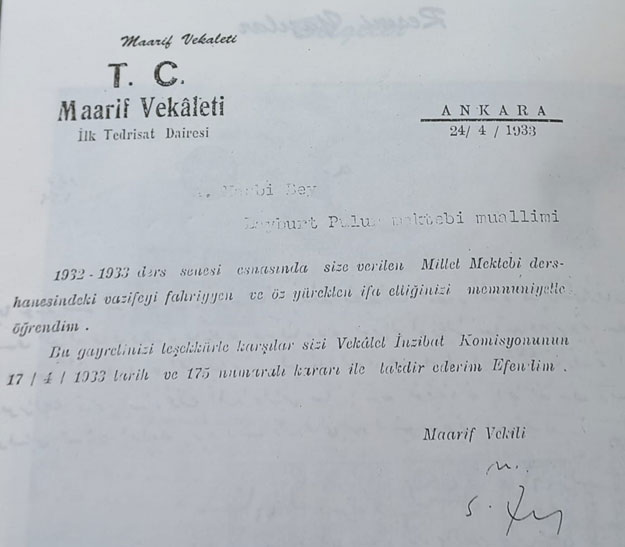 Maarif Vekaleti
T. C.
Maarif Vekâleti
İlk Tedrisat Dairesi
ANKARA
24/ 4 / 1933
Bey
muallimi
1932 - 1933 ders senesi esnasında size verilen Millet Mektebi ders-
hanesindeki vazifeyi fahriyyen ve öz yürekten ifa ettiğinizi memnuniyetle
öğrendim .
Bu gayretinizi teşekkürle karşılar sizi Vekâlet İnzibat Komisyonunun
17 / 4 / 1933 tarih ve 175 numaralı kararı ile takdir ederim Efendim .
Maarif Vekili